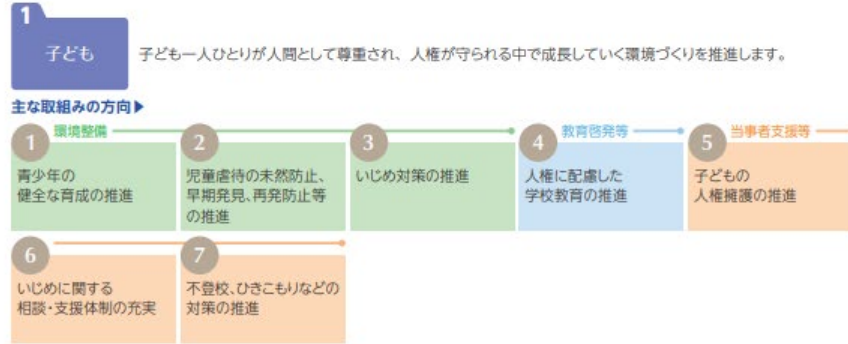 1
子ども
子ども一人ひとりが人間として尊重され、人権が守られる中で成長していく環境づくりを推進します。
主な取組みの方向▶
環境整備
教育啓発等
当事者支援等
1
青少年の
健全な育成の推進
2
児童虐待の未然防止、
早期発見、再発防止等
の推進
3
いじめ対策の推進
4
人権に配慮した
学校教育の推進
5
子どもの
人権擁護の推進
6
いじめに関する
相談・支援体制の充実
7
不登校、ひきこもりなどの
対策の推進